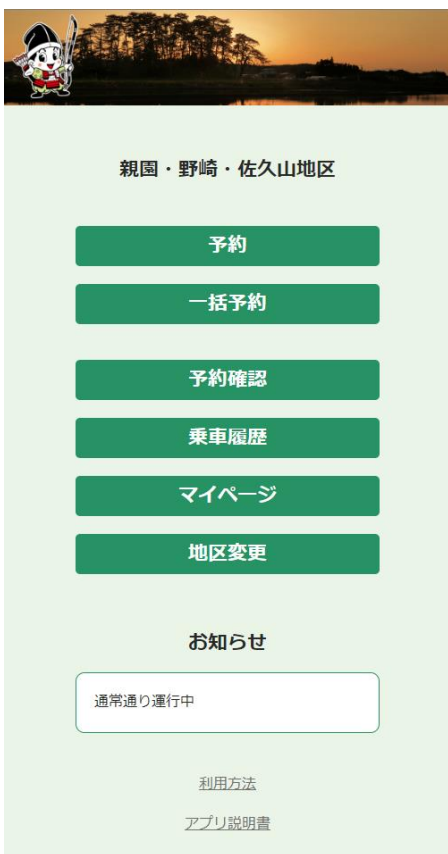 親園・野崎・佐久山地区
予約
一括予約
予約確認
乗車履歴
マイページ
地区変更
お知らせ
通常通り運行中
利用方法
アプリ説明書